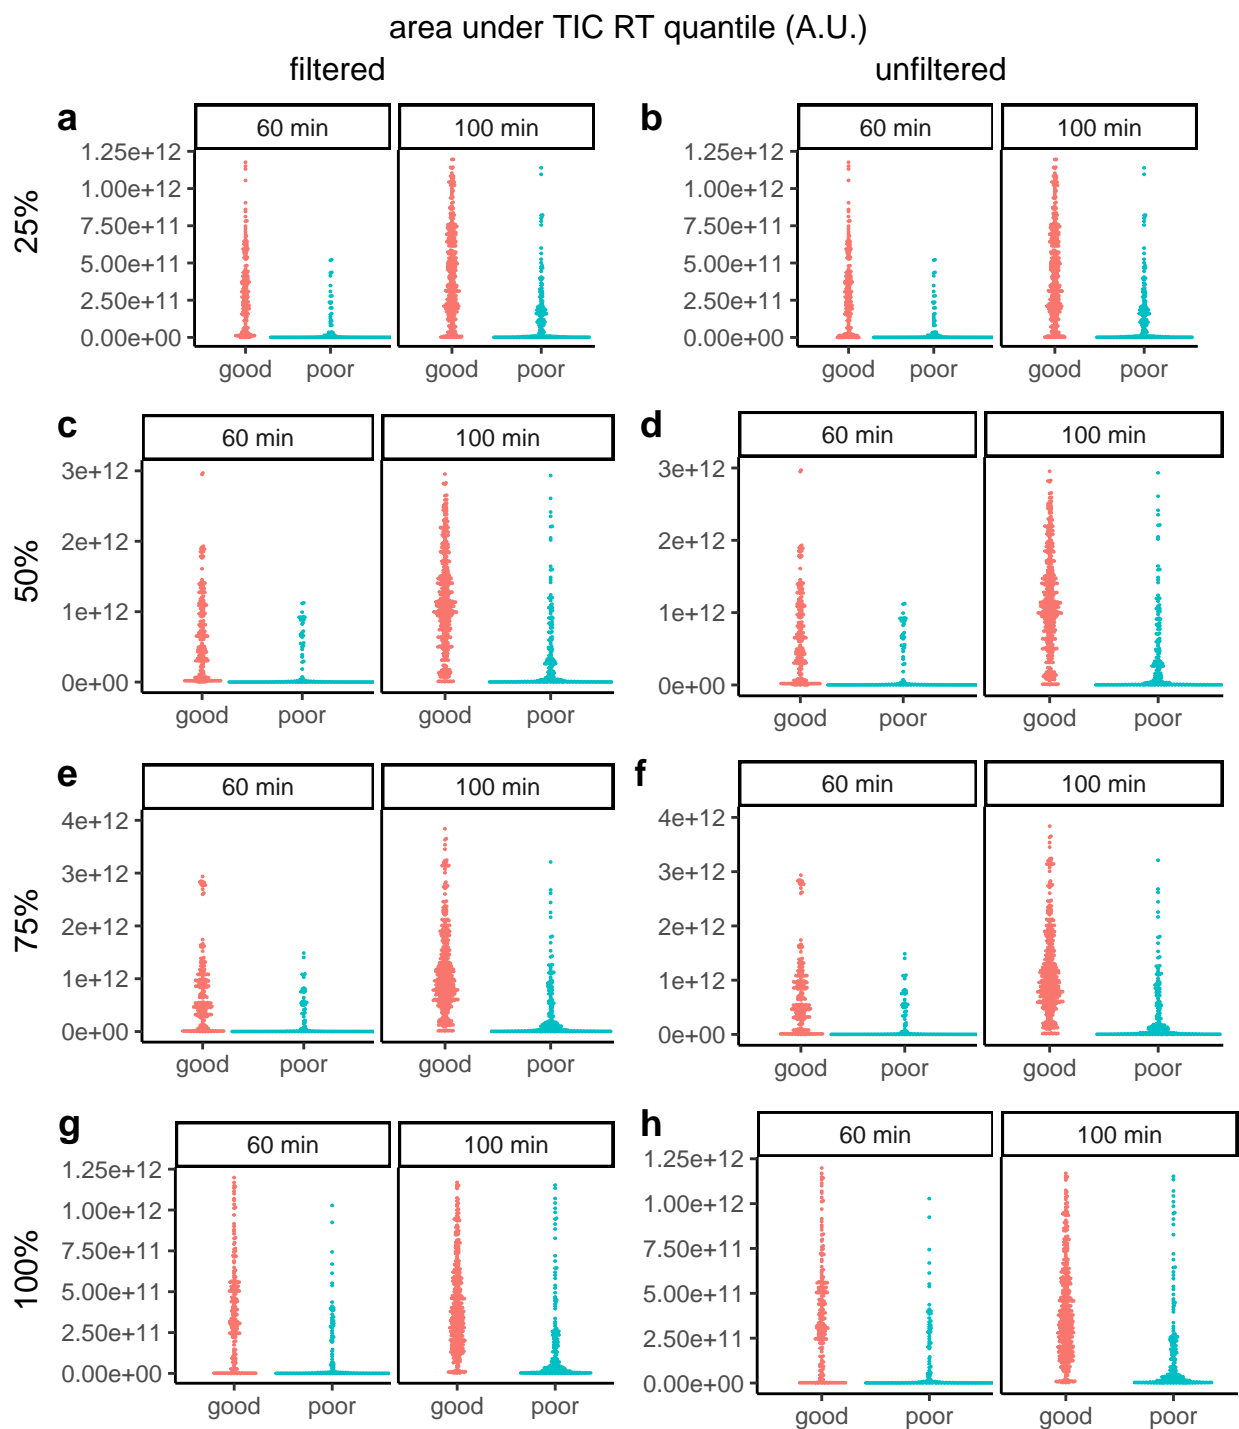 area under TIC RT quantile (A.U.)
filtered unfiltered
a b
60 min 100 min 60 min 100 min
25%
1.25e+12
1.00e+12
7.50e+11
5.00e+11
2.50e+11
0.00e+00
good poor good poor
1.25e+12
1.00e+12
7.50e+11
5.00e+11
2.50e+11
0.00e+00
good poor good poor
c d
60 min 100 min 60 min 100 min
50%
3e+12
2e+12
1e+12
0e+00
good poor good poor
3e+12
2e+12
1e+12
0e+00
good poor good poor
e f
60 min 100 min 60 min 100 min
75%
4e+12
3e+12
2e+12
1e+12
0e+00
good poor good poor
4e+12
3e+12
2e+12
1e+12
0e+00
good poor good poor
g h
60 min 100 min 60 min 100 min
100%
1.25e+12
1.00e+12
7.50e+11
5.00e+11
2.50e+11
0.00e+00
good poor good poor
1.25e+12
1.00e+12
7.50e+11
5.00e+11
2.50e+11
0.00e+00
good poor good poor